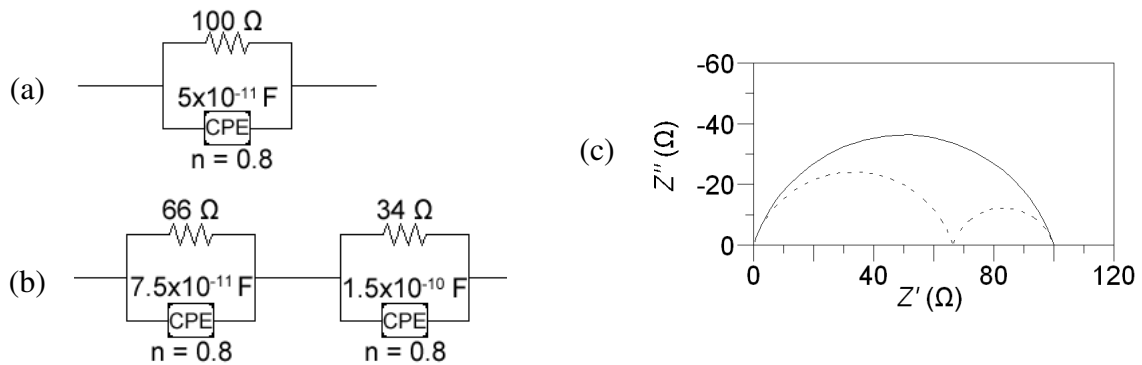 (a)
100 Ω
5x10⁻¹¹ F
CPE
n = 0.8
(b)
66 Ω
34 Ω
7.5x10⁻¹¹ F
1.5x10⁻¹⁰ F
CPE
CPE
n = 0.8
n = 0.8
(c)
-60
-40
-20
0
Z'' (Ω)
0 40 80 120
Z' (Ω)